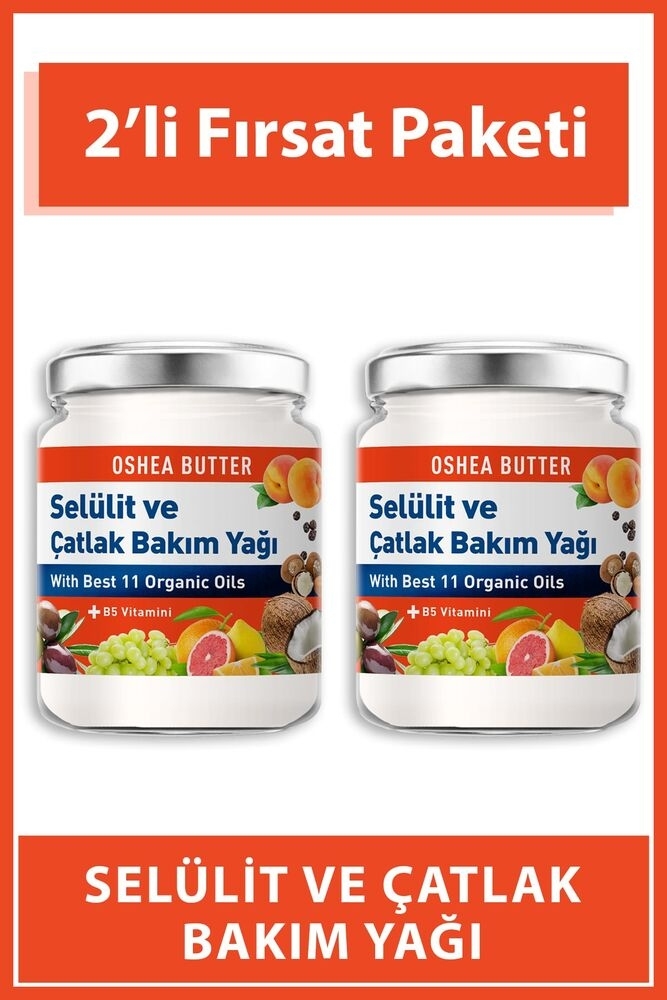 2'li Fırsat Paketi
OSHEA BUTTER
Selülit ve
Çatlak Bakım Yağı
With Best 11 Organic Oils
+B5 Vitamini
OSHEA BUTTER
Selülit ve
Çatlak Bakım Yağı
With Best 11 Organic Oils
+B5 Vitamini
SELÜLİT VE ÇATLAK
BAKIM YAĞI